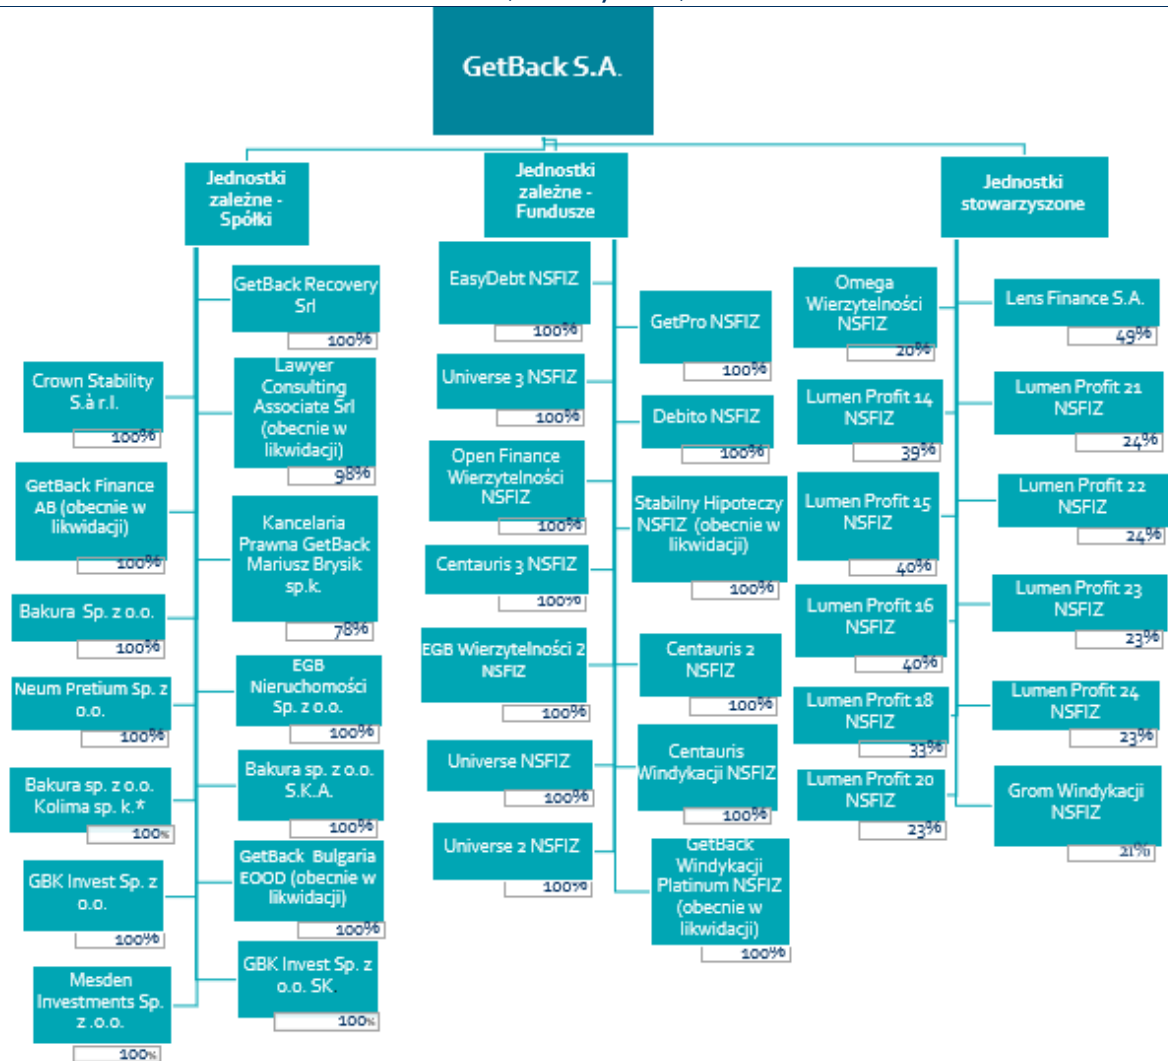 GetBack S.A.
Jednostki
zależne -
Spółki
GetBack Recovery
Srl
100%
Crown Stability
S.à r.l.
100%
Lawyer
Consulting
Associate Srl
(obecnie w
likwidacji)
98%
GetBack Finance
AB (obecnie w
likwidacji)
100%
Kancelaria
Prawna GetBack
Mariusz Brysik
sp.k.
78%
Bakura Sp. z o.o.
100%
Neum Pretium Sp. z
o.o.
100%
EGB
Nieruchomości
Sp. z o.o.
100%
Bakura sp. z o.o.
Kolima sp. k.*
100%
Bakura sp. z o.o.
S.K.A.
100%
GBK Invest Sp. z
o.o.
100%
GetBack Bulgaria
EOOD (obecnie w
likwidacji)
100%
Mesden
Investments Sp.
z .o.o.
100%
GBK Invest Sp. z
o.o. SK
100%
Jednostki
zależne -
Fundusze
EasyDebt NSFIZ
100%
GetPro NSFIZ
100%
Universe 3 NSFIZ
100%
Debito NSFIZ
100%
Open Finance
Wierzytelności
NSFIZ
100%
Stabilny Hipoteczy
NSFIZ (obecnie w
likwidacji)
100%
Centauris 3 NSFIZ
100%
EGB Wierzytelności 2
NSFIZ
100%
Centauris 2
NSFIZ
100%
Universe NSFIZ
100%
Centauris
Windykacji NSFIZ
100%
Universe 2 NSFIZ
100%
GetBack
Windykacji
Platinum NSFIZ
(obecnie w
likwidacji)
100%
Jednostki
stowarzyszone
Omega
Wierzytelności
NSFIZ
20%
Lens Finance S.A.
49%
Lumen Profit 14
NSFIZ
39%
Lumen Profit 21
NSFIZ
24%
Lumen Profit 15
NSFIZ
40%
Lumen Profit 22
NSFIZ
24%
Lumen Profit 16
NSFIZ
40%
Lumen Profit 23
NSFIZ
23%
Lumen Profit 18
NSFIZ
33%
Lumen Profit 24
NSFIZ
23%
Lumen Profit 20
NSFIZ
23%
Grom Windykacji
NSFIZ
21%